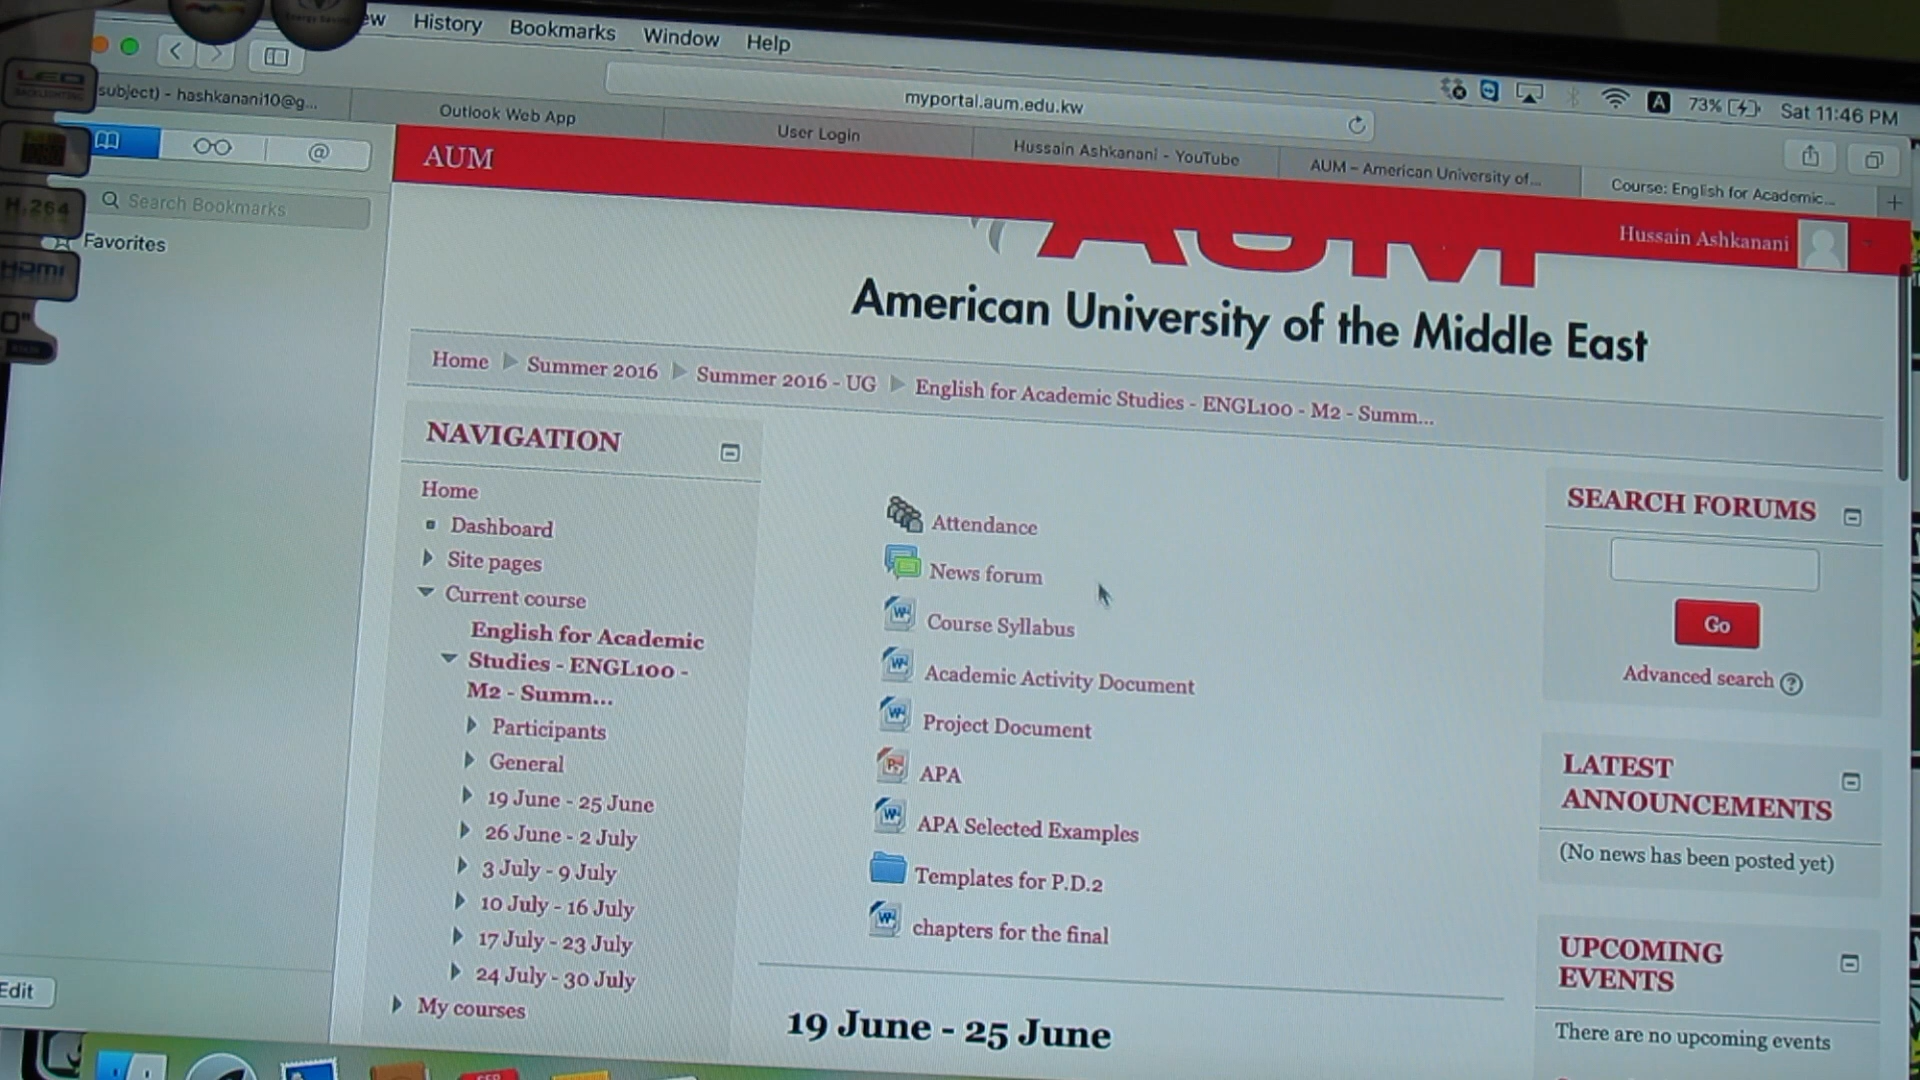 ew History Bookmarks Window Help
73% Sat 11:46 PM
myportal.aum.edu.kw
subject) - hashkanani10@g...
Outlook Web App
User Login
Hussain Ashkanani - YouTube
AUM – American University of...
Course: English for Academic...
@
Search Bookmarks
Favorites
Edit
LED
H.264
HDMI
0"
AUM
Hussain Ashkanani
AUM
American University of the Middle East
Home Summer 2016 Summer 2016 - UG English for Academic Studies - ENGL100 - M2 - Summ...
NAVIGATION
Home
Dashboard
Site pages
Current course
English for Academic
Studies - ENGL100 -
M2 - Summ...
Participants
General
19 June - 25 June
26 June - 2 July
3 July - 9 July
10 July - 16 July
17 July - 23 July
24 July - 30 July
My courses
Attendance
News forum
Course Syllabus
Academic Activity Document
Project Document
APA
APA Selected Examples
Templates for P.D.2
chapters for the final
19 June - 25 June
SEARCH FORUMS
Go
Advanced search ?
LATEST
ANNOUNCEMENTS
(No news has been posted yet)
UPCOMING
EVENTS
There are no upcoming events
SEP